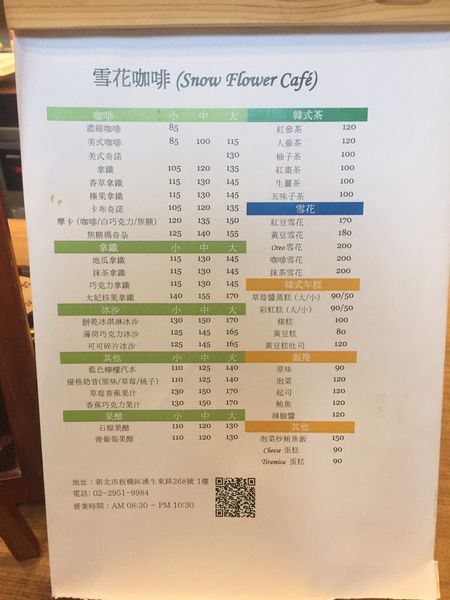 雪花咖啡 (Snow Flower Café)
咖啡 小 中 大
濃縮咖啡 85
美式咖啡 85 100 115
美式奇諾 130
拿鐵 105 120 135
香草拿鐵 115 130 145
榛果拿鐵 115 130 145
卡布奇諾 105 120 135
摩卡 (咖啡/白巧克力/焦糖) 120 135 150
焦糖瑪奇朵 110 125 140
拿鐵 小 中 大
地瓜拿鐵 115 130 145
抹茶拿鐵 115 130 145
巧克力拿鐵 115 130 145
太妃核果拿鐵 140 155 170
冰沙 小 中 大
餅乾冰淇淋冰沙 130 150 170
薄荷巧克力冰沙 125 145 165
可可碎片冰沙 125 145 165
其他 小 中 大
藍色檸檬汽水 110 125 140
優格奶昔(原味/草莓/桃子) 110 125 140
草莓香蕉果汁 130 150 170
香蕉巧克力果汁 130 150 170
果醋 小 中 大
石榴果醋 110 120 130
青葡萄果醋 110 120 130
韓式茶
紅參茶 120
人參茶 120
柚子茶 100
紅棗茶 100
生薑茶 100
五味子茶 100
雪花
紅豆雪花 170
黃豆雪花 180
Oreo 雪花 200
咖啡雪花 200
抹茶雪花 200
韓式年糕
草莓醬蒸糕 (大/小) 90/50
彩虹糕 (大/小) 90/50
條糕 100
黃豆糕 80
黃豆糕吐司 120
飯捲
原味 90
泡菜 120
起司 120
鮪魚 120
辣椒醬 120
其他
泡菜炒鮪魚飯 150
Cheese 蛋糕 90
Tiramisu 蛋糕 90
地址：新北市板橋區漢生東路268號 1樓
電話: 02-2951-9984
營業時間：AM 08:30 - PM 10:30